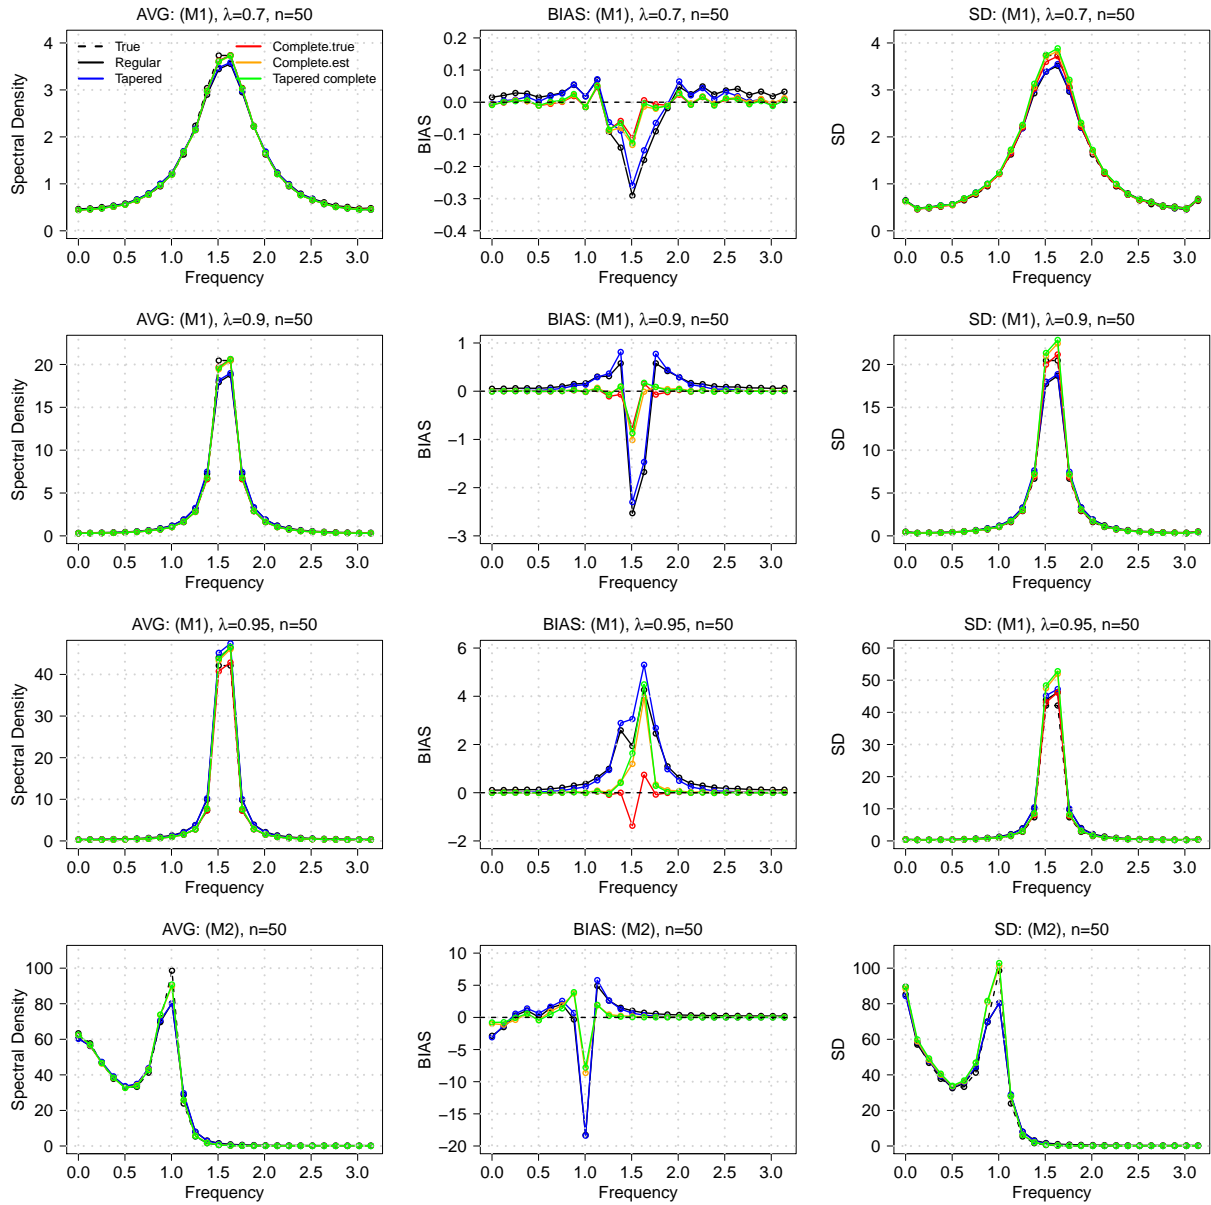 AVG: (M1), λ=0.7, n=50
BIAS: (M1), λ=0.7, n=50
SD: (M1), λ=0.7, n=50
True
Regular
Tapered
Complete.true
Complete.est
Tapered complete
Spectral Density
0 1 2 3 4
0.0 0.5 1.0 1.5 2.0 2.5 3.0
Frequency
BIAS
0.2 0.1 0.0 −0.1 −0.2 −0.3 −0.4
0.0 0.5 1.0 1.5 2.0 2.5 3.0
Frequency
SD
0 1 2 3 4
0.0 0.5 1.0 1.5 2.0 2.5 3.0
Frequency
AVG: (M1), λ=0.9, n=50
BIAS: (M1), λ=0.9, n=50
SD: (M1), λ=0.9, n=50
Spectral Density
0 5 10 15 20
0.0 0.5 1.0 1.5 2.0 2.5 3.0
Frequency
BIAS
1 0 −1 −2 −3
0.0 0.5 1.0 1.5 2.0 2.5 3.0
Frequency
SD
0 5 10 15 20
0.0 0.5 1.0 1.5 2.0 2.5 3.0
Frequency
AVG: (M1), λ=0.95, n=50
BIAS: (M1), λ=0.95, n=50
SD: (M1), λ=0.95, n=50
Spectral Density
0 10 20 30 40
0.0 0.5 1.0 1.5 2.0 2.5 3.0
Frequency
BIAS
6 4 2 0 −2
0.0 0.5 1.0 1.5 2.0 2.5 3.0
Frequency
SD
0 10 20 30 40 50 60
0.0 0.5 1.0 1.5 2.0 2.5 3.0
Frequency
AVG: (M2), n=50
BIAS: (M2), n=50
SD: (M2), n=50
Spectral Density
0 20 40 60 80 100
0.0 0.5 1.0 1.5 2.0 2.5 3.0
Frequency
BIAS
10 5 0 −5 −10 −15 −20
0.0 0.5 1.0 1.5 2.0 2.5 3.0
Frequency
SD
0 20 40 60 80 100
0.0 0.5 1.0 1.5 2.0 2.5 3.0
Frequency